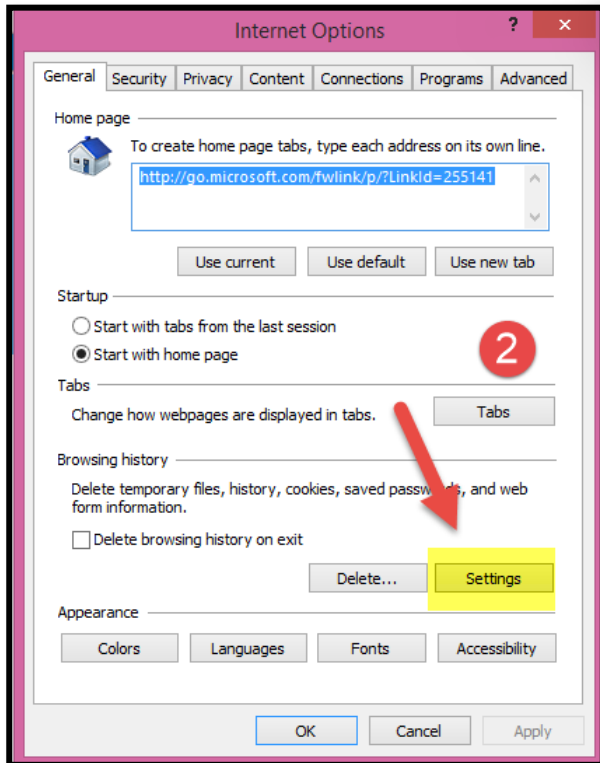 Internet Options
? ×
General Security Privacy Content Connections Programs Advanced
Home page
To create home page tabs, type each address on its own line.
http://go.microsoft.com/fwlink/p/?LinkId=255141
Use current Use default Use new tab
Startup
Start with tabs from the last session
Start with home page
2
Tabs
Change how webpages are displayed in tabs. Tabs
Browsing history
Delete temporary files, history, cookies, saved passwords, and web
form information.
Delete browsing history on exit
Delete... Settings
Appearance
Colors Languages Fonts Accessibility
OK Cancel Apply